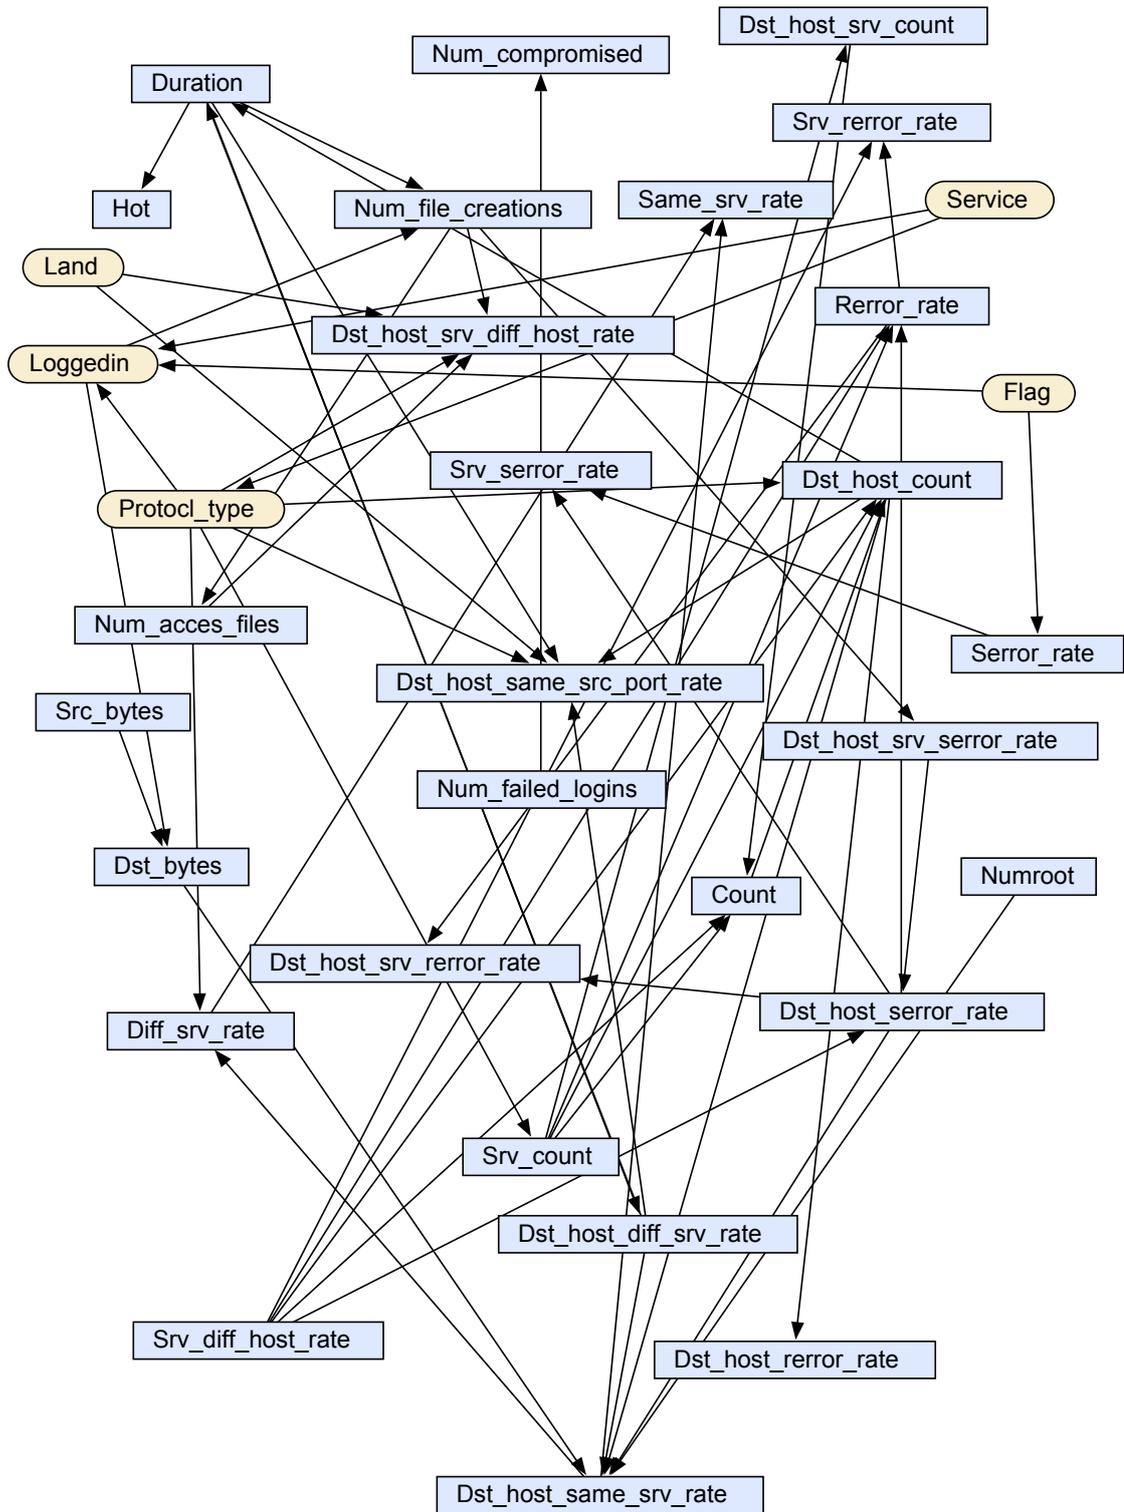 Dst_host_srv_count
Num_compromised
Duration
Srv_rerror_rate
Same_srv_rate
Service
Hot
Num_file_creations
Land
Rerror_rate
Dst_host_srv_diff_host_rate
Loggedin
Flag
Srv_serror_rate
Dst_host_count
Protocl_type
Num_acces_files
Serror_rate
Dst_host_same_src_port_rate
Src_bytes
Dst_host_srv_serror_rate
Num_failed_logins
Dst_bytes
Numroot
Count
Dst_host_srv_rerror_rate
Dst_host_serror_rate
Diff_srv_rate
Srv_count
Dst_host_diff_srv_rate
Srv_diff_host_rate
Dst_host_rerror_rate
Dst_host_same_srv_rate